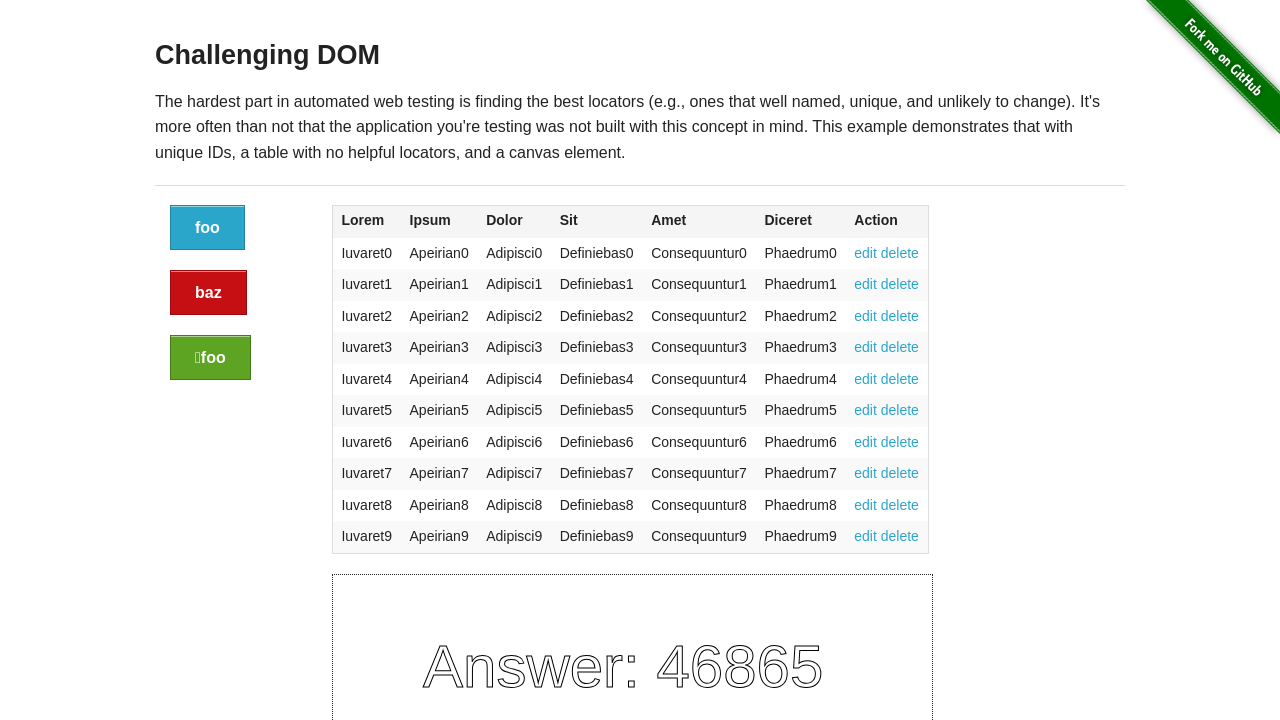 Fork me on GitHub
Challenging DOM
The hardest part in automated web testing is finding the best locators (e.g., ones that well named, unique, and unlikely to change). It's
more often than not that the application you're testing was not built with this concept in mind. This example demonstrates that with
unique IDs, a table with no helpful locators, and a canvas element.
foo
baz
foo
Lorem Ipsum Dolor Sit Amet Diceret Action
Iuvaret0 Apeirian0 Adipisci0 Definiebas0 Consequuntur0 Phaedrum0 edit delete
Iuvaret1 Apeirian1 Adipisci1 Definiebas1 Consequuntur1 Phaedrum1 edit delete
Iuvaret2 Apeirian2 Adipisci2 Definiebas2 Consequuntur2 Phaedrum2 edit delete
Iuvaret3 Apeirian3 Adipisci3 Definiebas3 Consequuntur3 Phaedrum3 edit delete
Iuvaret4 Apeirian4 Adipisci4 Definiebas4 Consequuntur4 Phaedrum4 edit delete
Iuvaret5 Apeirian5 Adipisci5 Definiebas5 Consequuntur5 Phaedrum5 edit delete
Iuvaret6 Apeirian6 Adipisci6 Definiebas6 Consequuntur6 Phaedrum6 edit delete
Iuvaret7 Apeirian7 Adipisci7 Definiebas7 Consequuntur7 Phaedrum7 edit delete
Iuvaret8 Apeirian8 Adipisci8 Definiebas8 Consequuntur8 Phaedrum8 edit delete
Iuvaret9 Apeirian9 Adipisci9 Definiebas9 Consequuntur9 Phaedrum9 edit delete
Answer: 46865